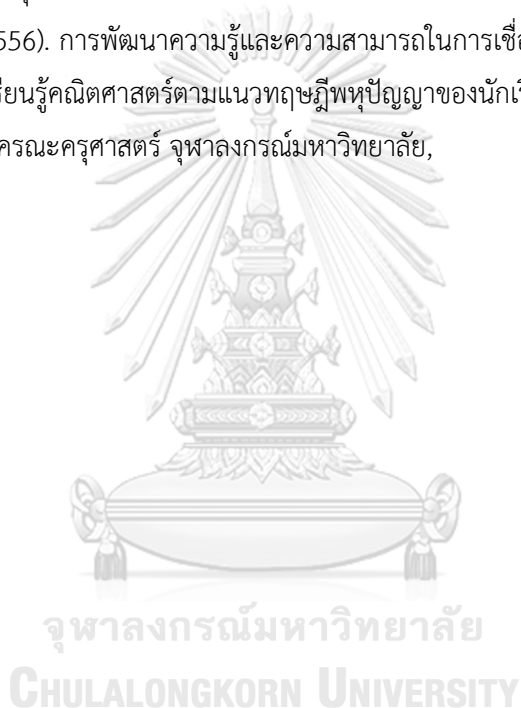 556). การพัฒนาความรู้และความสามารถในการเชื่อ
รียนรู้คณิตศาสตร์ตามแนวทฤษฎีพหุปัญญาของนักเรี
ครณะครุศาสตร์ จุฬาลงกรณ์มหาวิทยาลัย,
จุฬาลงกรณ์มหาวิทยาลัย
CHULALONGKORN UNIVERSITY